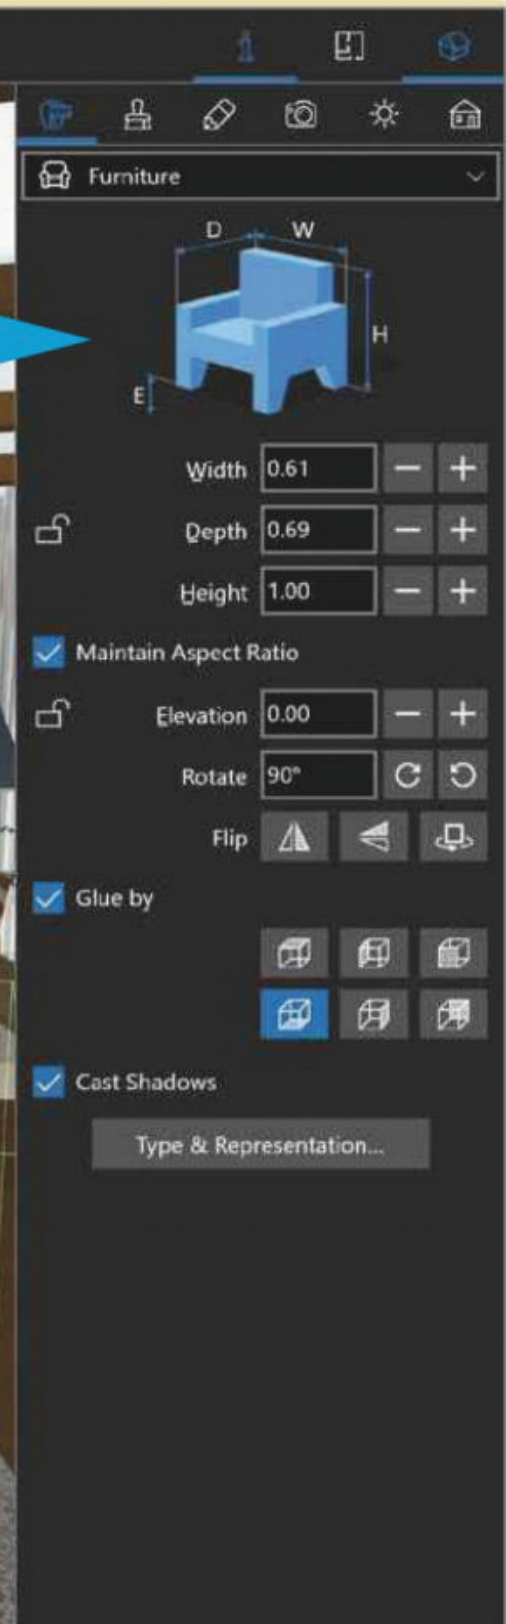 Furniture
D W
H
E
Width 0.61
Depth 0.69
Height 1.00
Maintain Aspect Ratio
Elevation 0.00
Rotate 90°
Flip
Glue by
Cast Shadows
Type & Representation...